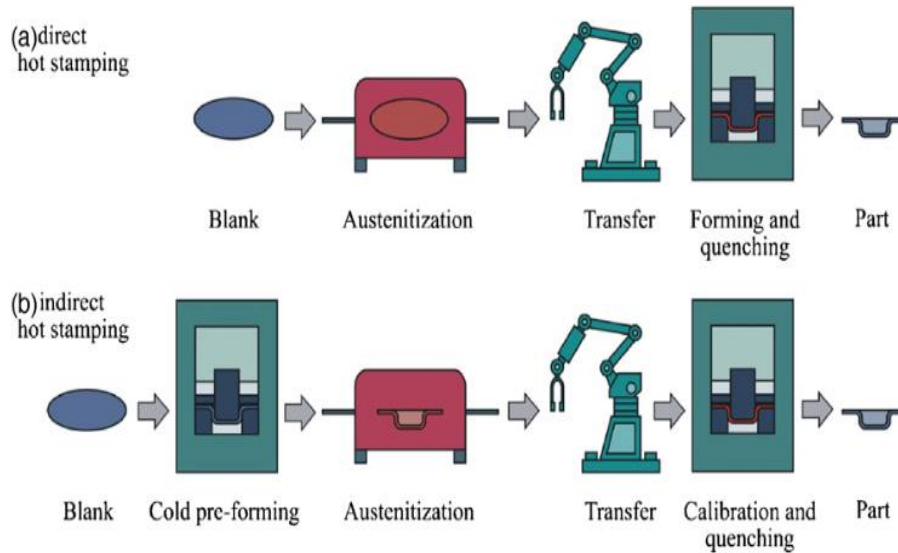 (a)direct
hot stamping
Blank
Austenitization
Transfer
Forming and
quenching
Part
(b)indirect
hot stamping
Blank
Cold pre-forming
Austenitization
Transfer
Calibration and
quenching
Part